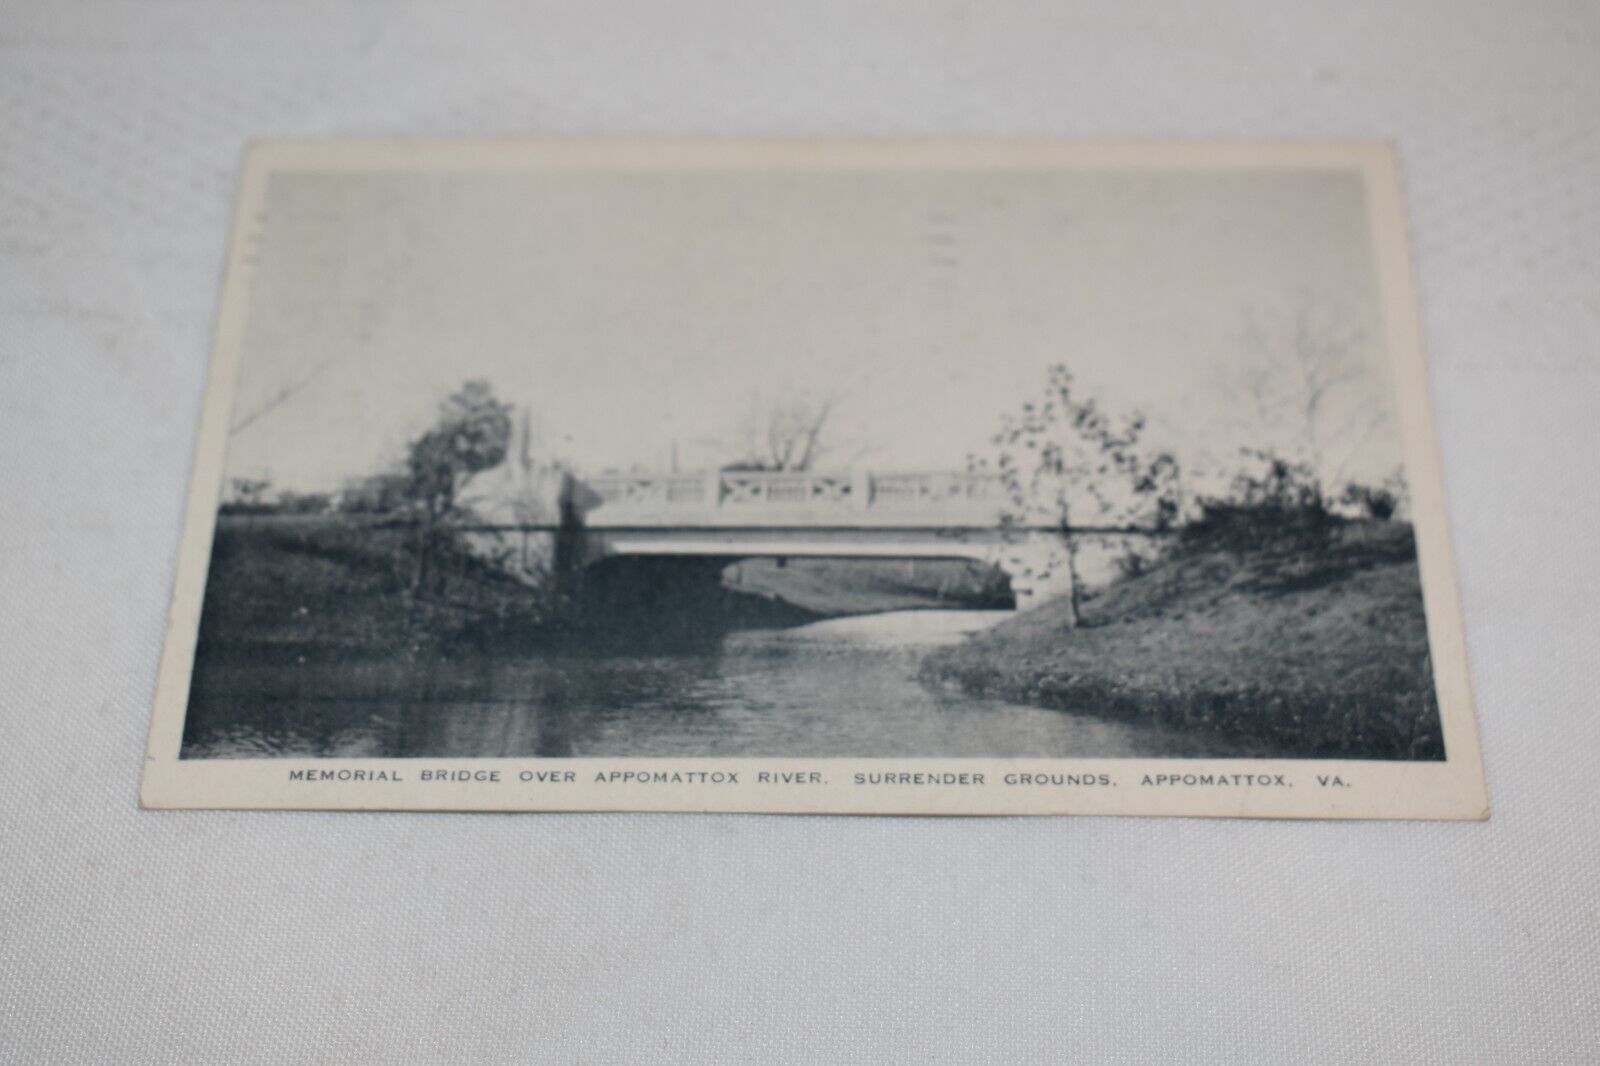 MEMORIAL BRIDGE OVER APPOMATTOX RIVER, SURRENDER GROUNDS, APPOMATTOX, VA.